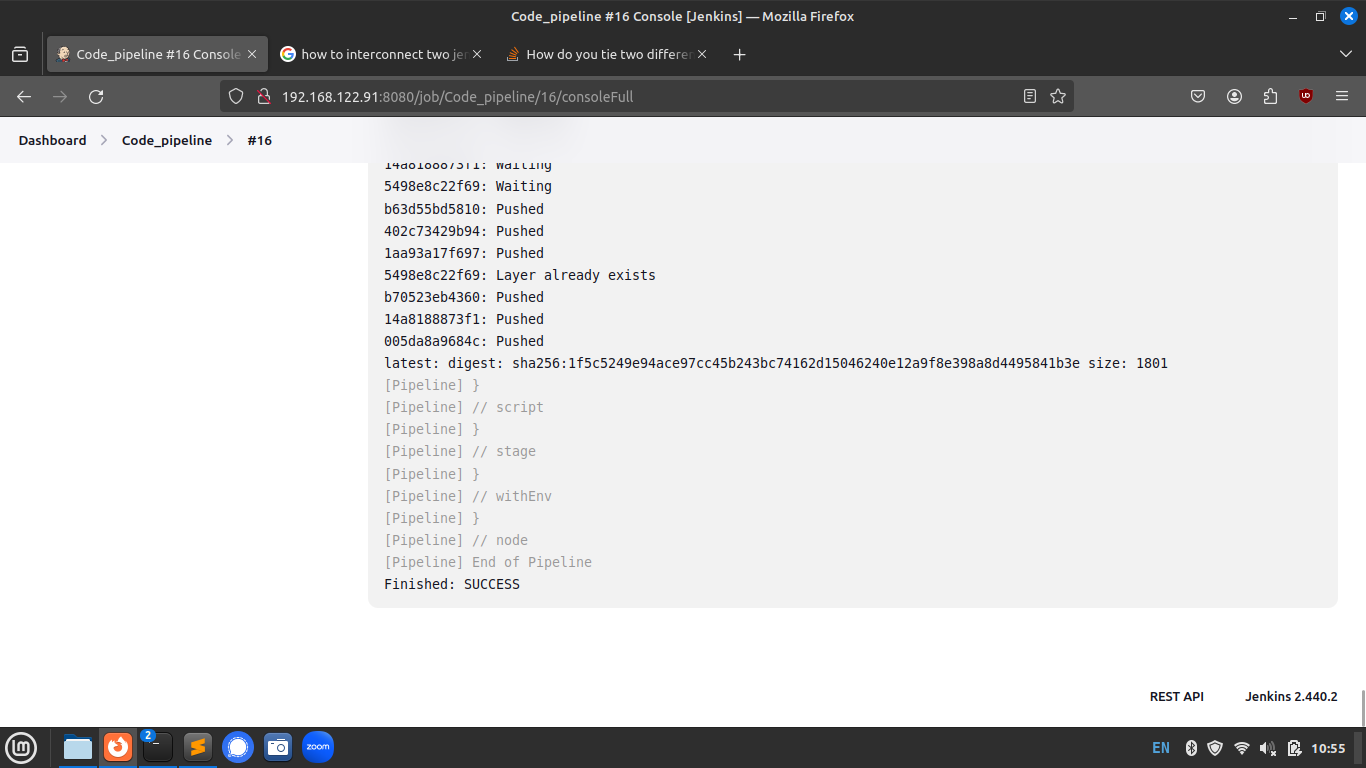 Code_pipeline #16 Console [Jenkins] — Mozilla Firefox
Code_pipeline #16 Console
how to interconnect two je
How do you tie two differen
192.168.122.91:8080/job/Code_pipeline/16/consoleFull
Dashboard
Code_pipeline
#16
14a8188873f1: Waiting
5498e8c22f69: Waiting
b63d55bd5810: Pushed
402c73429b94: Pushed
1aa93a17f697: Pushed
5498e8c22f69: Layer already exists
b70523eb4360: Pushed
14a8188873f1: Pushed
005da8a9684c: Pushed
latest: digest: sha256:1f5c5249e94ace97cc45b243bc74162d15046240e12a9f8e398a8d4495841b3e size: 1801
[Pipeline] }
[Pipeline] // script
[Pipeline] }
[Pipeline] // stage
[Pipeline] }
[Pipeline] // withEnv
[Pipeline] }
[Pipeline] // node
[Pipeline] End of Pipeline
Finished: SUCCESS
REST API
Jenkins 2.440.2
2
zoom
EN
10:55